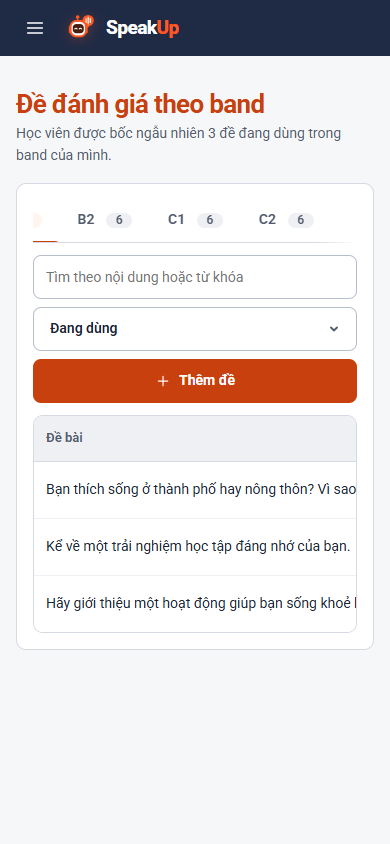 SpeakUp
Đề đánh giá theo band
Học viên được bốc ngẫu nhiên 3 đề đang dùng trong
band của mình.
B2 6 C1 6 C2 6
Tìm theo nội dung hoặc từ khóa
Đang dùng
+ Thêm đề
Đề bài
Bạn thích sống ở thành phố hay nông thôn? Vì sao
Kể về một trải nghiệm học tập đáng nhớ của bạn.
Hãy giới thiệu một hoạt động giúp bạn sống khoẻ